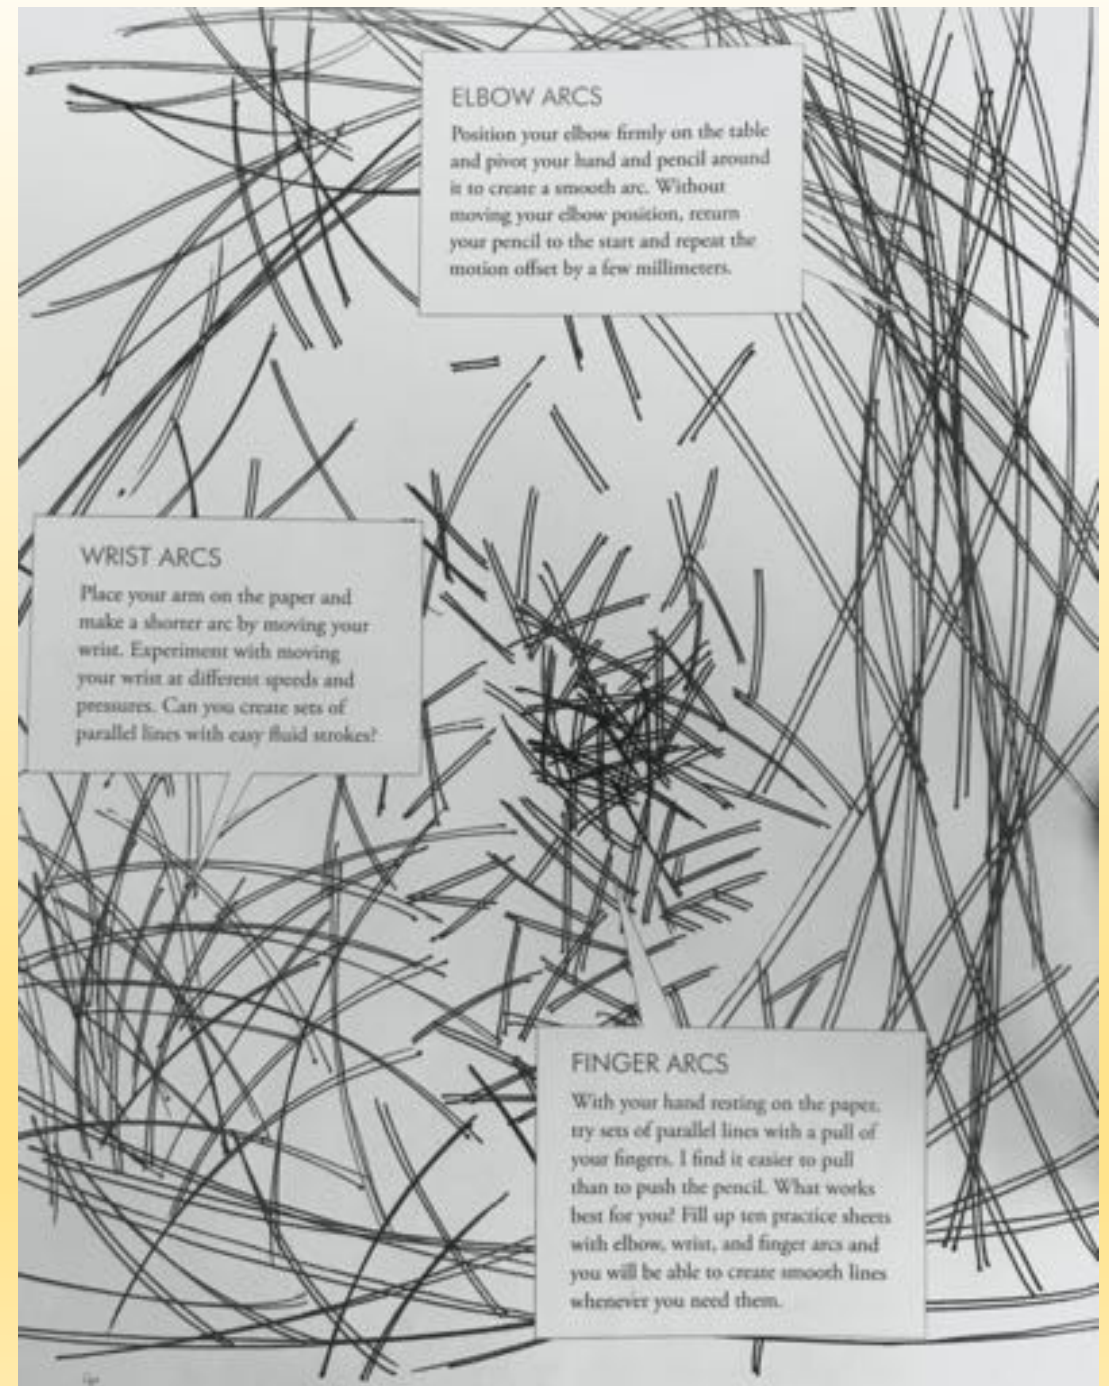 ELBOW ARCS
Position your elbow firmly on the table
and pivot your hand and pencil around
it to create a smooth arc. Without
moving your elbow position, return
your pencil to the start and repeat the
motion offset by a few millimeters.
WRIST ARCS
Place your arm on the paper and
make a shorter arc by moving your
wrist. Experiment with moving
your wrist at different speeds and
pressures. Can you create sets of
parallel lines with easy fluid strokes?
FINGER ARCS
With your hand resting on the paper,
try sets of parallel lines with a pull of
your fingers. I find it easier to pull
than to push the pencil. What works
best for you? Fill up ten practice sheets
with elbow, wrist, and finger arcs and
you will be able to create smooth lines
whenever you need them.